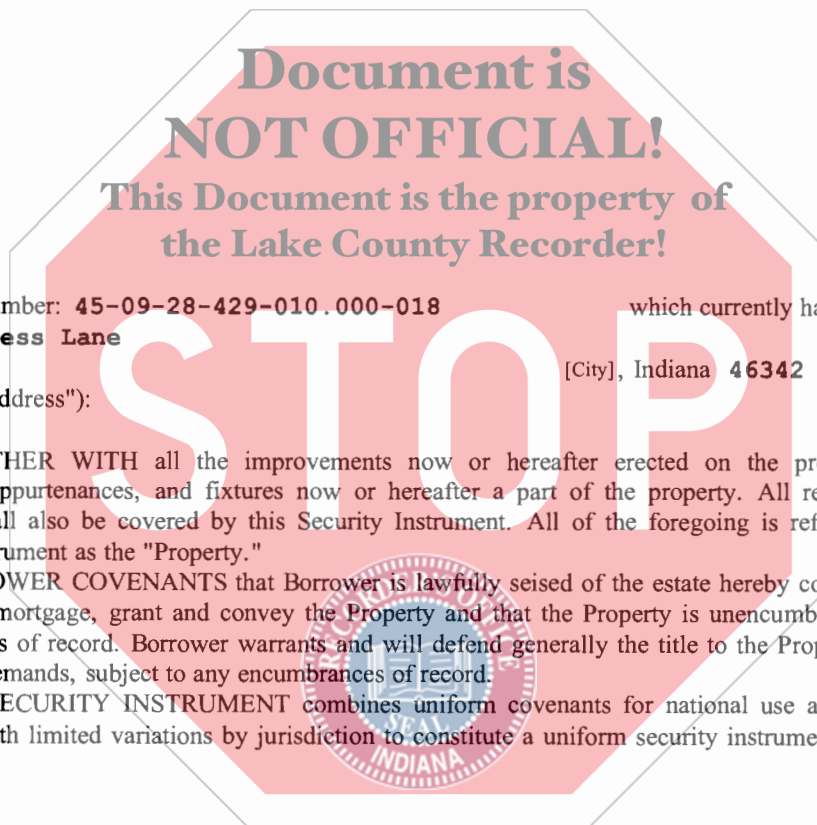 Document is
NOT OFFICIAL!
This Document is the property of
the Lake County Recorder!
mber: 45-09-28-429-010.000-018 which currently ha
ess Lane
[City], Indiana 46342
ddress"):
STOP
THER WITH all the improvements now or hereafter erected on the pr
ppurtenances, and fixtures now or hereafter a part of the property. All re
ll also be covered by this Security Instrument. All of the foregoing is ref
rument as the "Property."
OWER COVENANTS that Borrower is lawfully seised of the estate hereby co
mortgage, grant and convey the Property and that the Property is unencumb
s of record. Borrower warrants and will defend generally the title to the Prop
emands, subject to any encumbrances of record.
ECURITY INSTRUMENT combines uniform covenants for national use a
th limited variations by jurisdiction to constitute a uniform security instrume
RECORDER'S OFFICE
SEAL
INDIANA